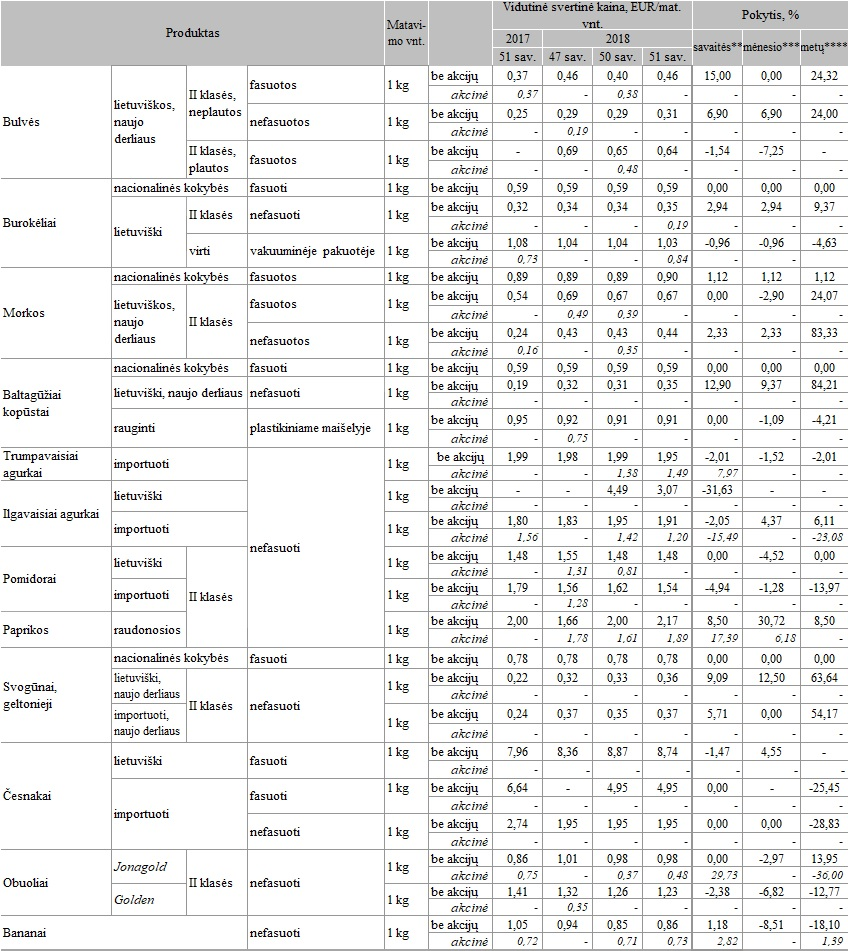 Produktas Matavi- Vidutinė svertinė kaina, EUR/mat. Pokytis, %
mo vnt. vnt.
2017 2018 savaitės** mėnesio*** metų****
51 sav. 47 sav. 50 sav. 51 sav.
Bulvės lietuviškos, naujo derliaus II klasės, neplautos fasuotos 1 kg be akcijų 0,37 0,46 0,40 0,46 15,00 0,00 24,32
akcinė 0,37 - 0,38 - - - -
nefasuotos 1 kg be akcijų 0,25 0,29 0,29 0,31 6,90 6,90 24,00
akcinė - 0,19 - - - - -
II klasės, plautos fasuotos 1 kg be akcijų - 0,69 0,65 0,64 -1,54 -7,25 -
akcinė - - 0,48 - - - -
Burokėliai nacionalinės kokybės fasuoti 1 kg be akcijų 0,59 0,59 0,59 0,59 0,00 0,00 0,00
lietuviški II klasės nefasuoti 1 kg be akcijų 0,32 0,34 0,34 0,35 2,94 2,94 9,37
akcinė - - - 0,19 - - -
virti vakuuminėje pakuotėje 1 kg be akcijų 1,08 1,04 1,04 1,03 -0,96 -0,96 -4,63
akcinė 0,73 - - 0,84 - - -
Morkos nacionalinės kokybės fasuotos 1 kg be akcijų 0,89 0,89 0,89 0,90 1,12 1,12 1,12
lietuviškos, naujo derliaus II klasės fasuotos 1 kg be akcijų 0,54 0,69 0,67 0,67 0,00 -2,90 24,07
akcinė - 0,49 0,39 - - - -
nefasuotos 1 kg be akcijų 0,24 0,43 0,43 0,44 2,33 2,33 83,33
akcinė 0,16 - 0,35 - - - -
Baltagūžiai kopūstai nacionalinės kokybės fasuoti 1 kg be akcijų 0,59 0,59 0,59 0,59 0,00 0,00 0,00
lietuviški, naujo derliaus nefasuoti 1 kg be akcijų 0,19 0,32 0,31 0,35 12,90 9,37 84,21
akcinė - - - - - - -
rauginti plastikiniame maišelyje 1 kg be akcijų 0,95 0,92 0,91 0,91 0,00 -1,09 -4,21
akcinė - 0,75 - - - - -
Trumpavaisiai agurkai importuoti nefasuoti 1 kg be akcijų 1,99 1,98 1,99 1,95 -2,01 -1,52 -2,01
akcinė - - 1,38 1,49 7,97 - -
Ilgavaisiai agurkai lietuviški 1 kg be akcijų - - 4,49 3,07 -31,63 - -
akcinė - - - - - - -
importuoti 1 kg be akcijų 1,80 1,83 1,95 1,91 -2,05 4,37 6,11
akcinė 1,56 - 1,42 1,20 -15,49 - -23,08
Pomidorai lietuviški II klasės 1 kg be akcijų 1,48 1,55 1,48 1,48 0,00 -4,52 0,00
akcinė - 1,31 0,81 - - - -
importuoti 1 kg be akcijų 1,79 1,56 1,62 1,54 -4,94 -1,28 -13,97
akcinė - 1,28 - - - - -
Paprikos raudonosios 1 kg be akcijų 2,00 1,66 2,00 2,17 8,50 30,72 8,50
akcinė - 1,78 1,61 1,89 17,39 6,18 -
Svogūnai, geltonieji nacionalinės kokybės fasuoti 1 kg be akcijų 0,78 0,78 0,78 0,78 0,00 0,00 0,00
lietuviški, naujo derliaus II klasės nefasuoti 1 kg be akcijų 0,22 0,32 0,33 0,36 9,09 12,50 63,64
akcinė - - - - - - -
importuoti, naujo derliaus 1 kg be akcijų 0,24 0,37 0,35 0,37 5,71 0,00 54,17
akcinė - - - - - - -
Česnakai lietuviški fasuoti 1 kg be akcijų 7,96 8,36 8,87 8,74 -1,47 4,55 -
akcinė - - - - - - -
importuoti fasuoti 1 kg be akcijų 6,64 - 4,95 4,95 0,00 - -25,45
akcinė - - - - - - -
nefasuoti 1 kg be akcijų 2,74 1,95 1,95 1,95 0,00 0,00 -28,83
akcinė - - - - - - -
Obuoliai Jonagold II klasės nefasuoti 1 kg be akcijų 0,86 1,01 0,98 0,98 0,00 -2,97 13,95
akcinė 0,75 - 0,37 0,48 29,73 - -36,00
Golden 1 kg be akcijų 1,41 1,32 1,26 1,23 -2,38 -6,82 -12,77
akcinė - 0,35 - - - - -
Bananai nefasuoti 1 kg be akcijų 1,05 0,94 0,85 0,86 1,18 -8,51 -18,10
akcinė 0,72 - 0,71 0,73 2,82 - 1,39